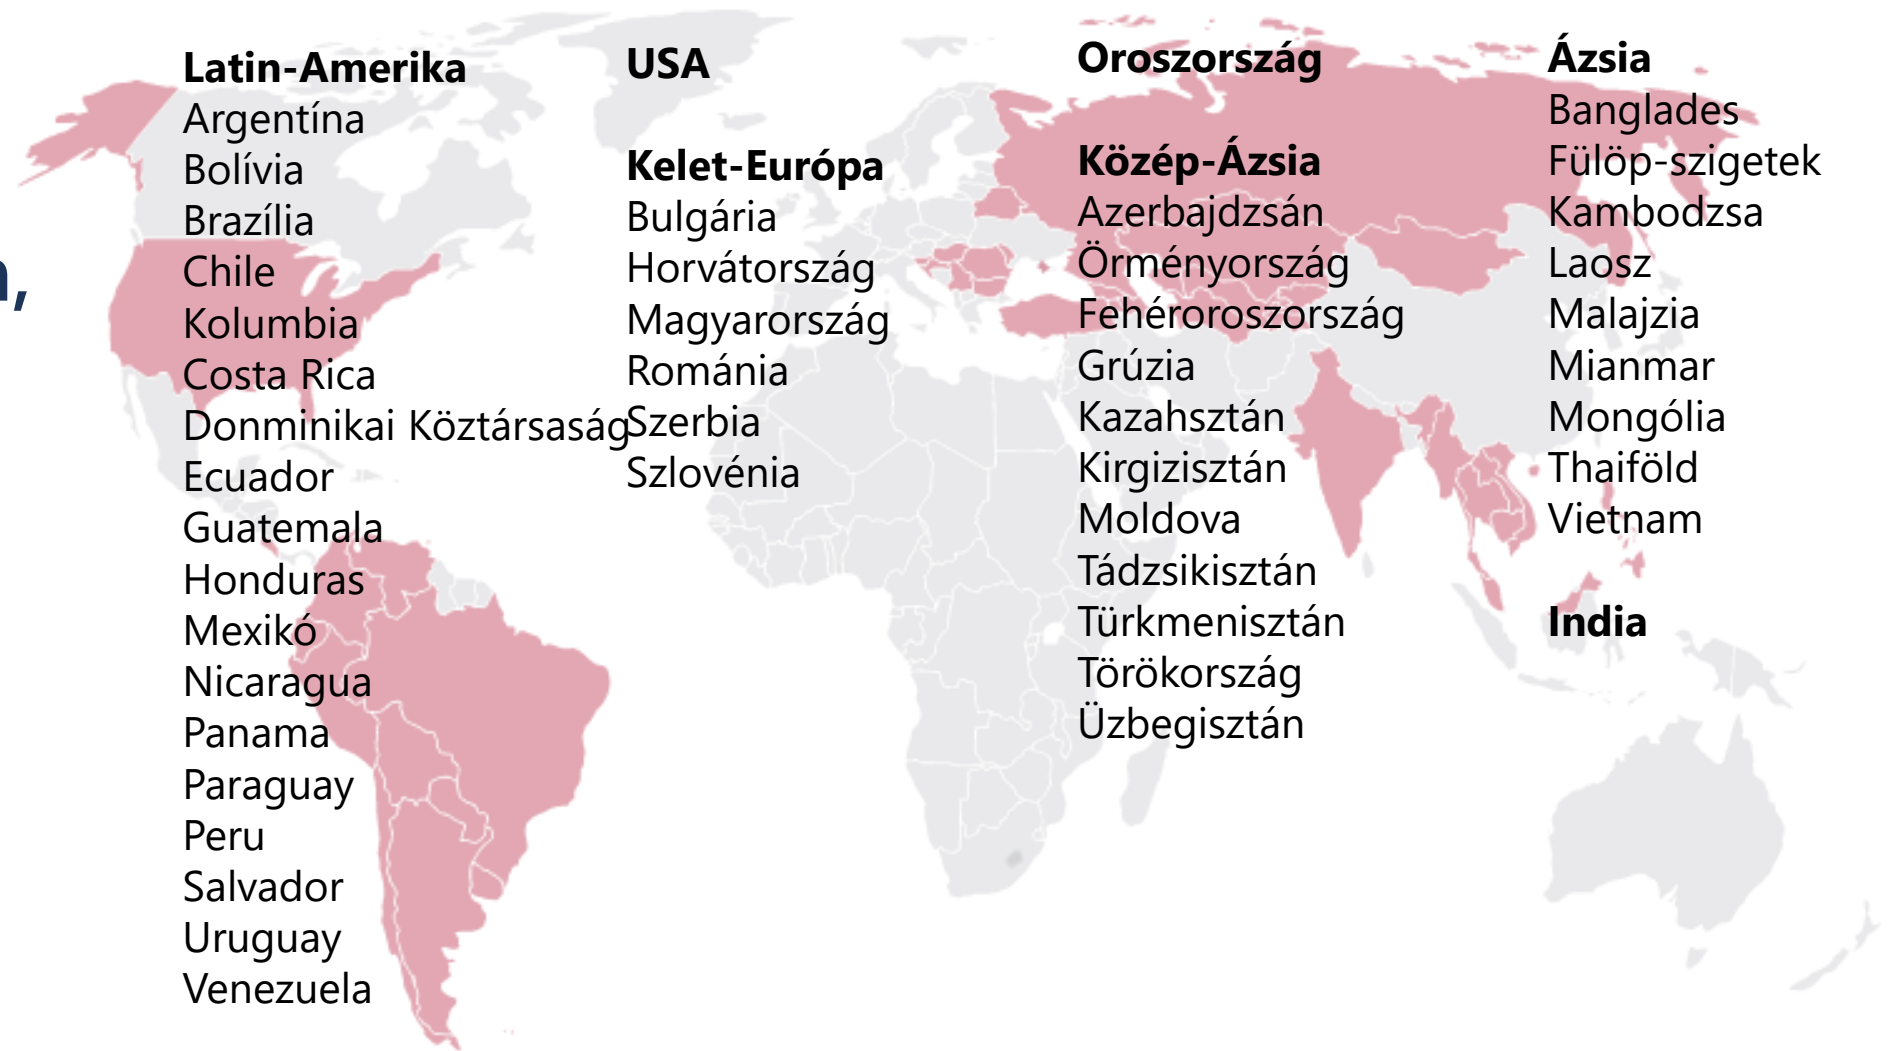 Latin-Amerika
Argentína
Bolívia
Brazília
Chile
Kolumbia
Costa Rica
Donminikai Köztársaság
Ecuador
Guatemala
Honduras
Mexikó
Nicaragua
Panama
Paraguay
Peru
Salvador
Uruguay
Venezuela
USA
Kelet-Európa
Bulgária
Horvátország
Magyarország
Románia
Szerbia
Szlovénia
Oroszország
Közép-Ázsia
Azerbajdzsán
Örményország
Fehéroroszország
Grúzia
Kazahsztán
Kirgizisztán
Moldova
Tádzsikisztán
Türkmenisztán
Törökország
Üzbegisztán
Ázsia
Banglades
Fülöp-szigetek
Kambodzsa
Laosz
Malajzia
Mianmar
Mongólia
Thaiföld
Vietnam
India